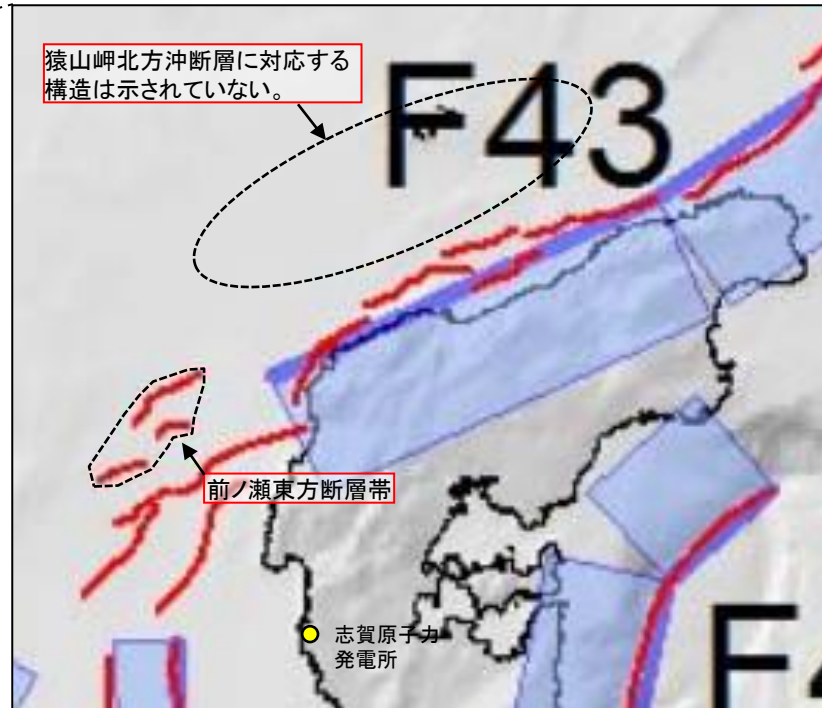 猿山岬北方沖断層に対応する
構造は示されていない。
F43
前ノ瀬東方断層帯
志賀原子力
発電所
F4